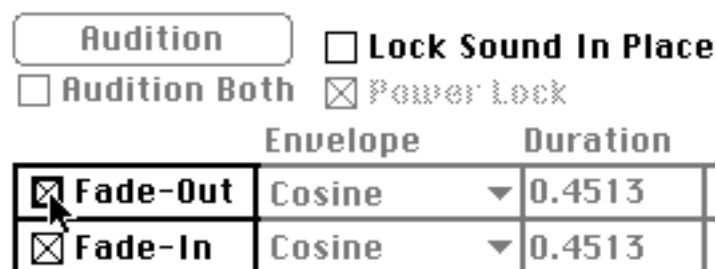 Audition
Lock Sound In Place
Audition Both
Power Lock
Envelope Duration
Fade-Out Cosine 0.4513
Fade-In Cosine 0.4513